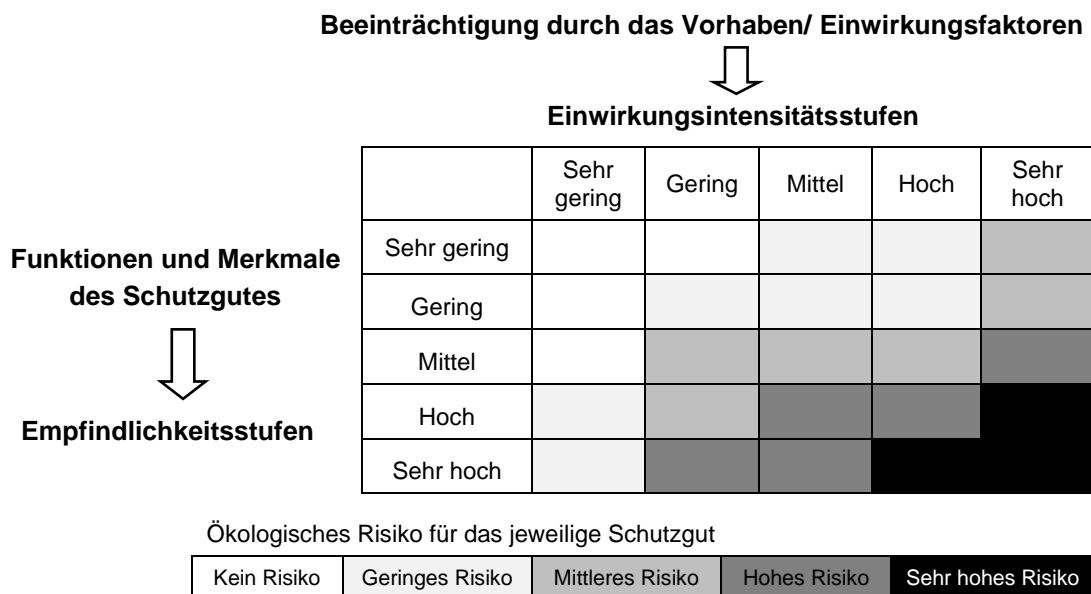 Beeinträchtigung durch das Vorhaben/ Einwirkungsfaktoren
Einwirkungsintensitätsstufen
Sehr gering Gering Mittel Hoch Sehr hoch
Funktionen und Merkmale des Schutzgutes
Empfindlichkeitsstufen
Sehr gering
Gering
Mittel
Hoch
Sehr hoch
Ökologisches Risiko für das jeweilige Schutzgut
Kein Risiko Geringes Risiko Mittleres Risiko Hohes Risiko Sehr hohes Risiko